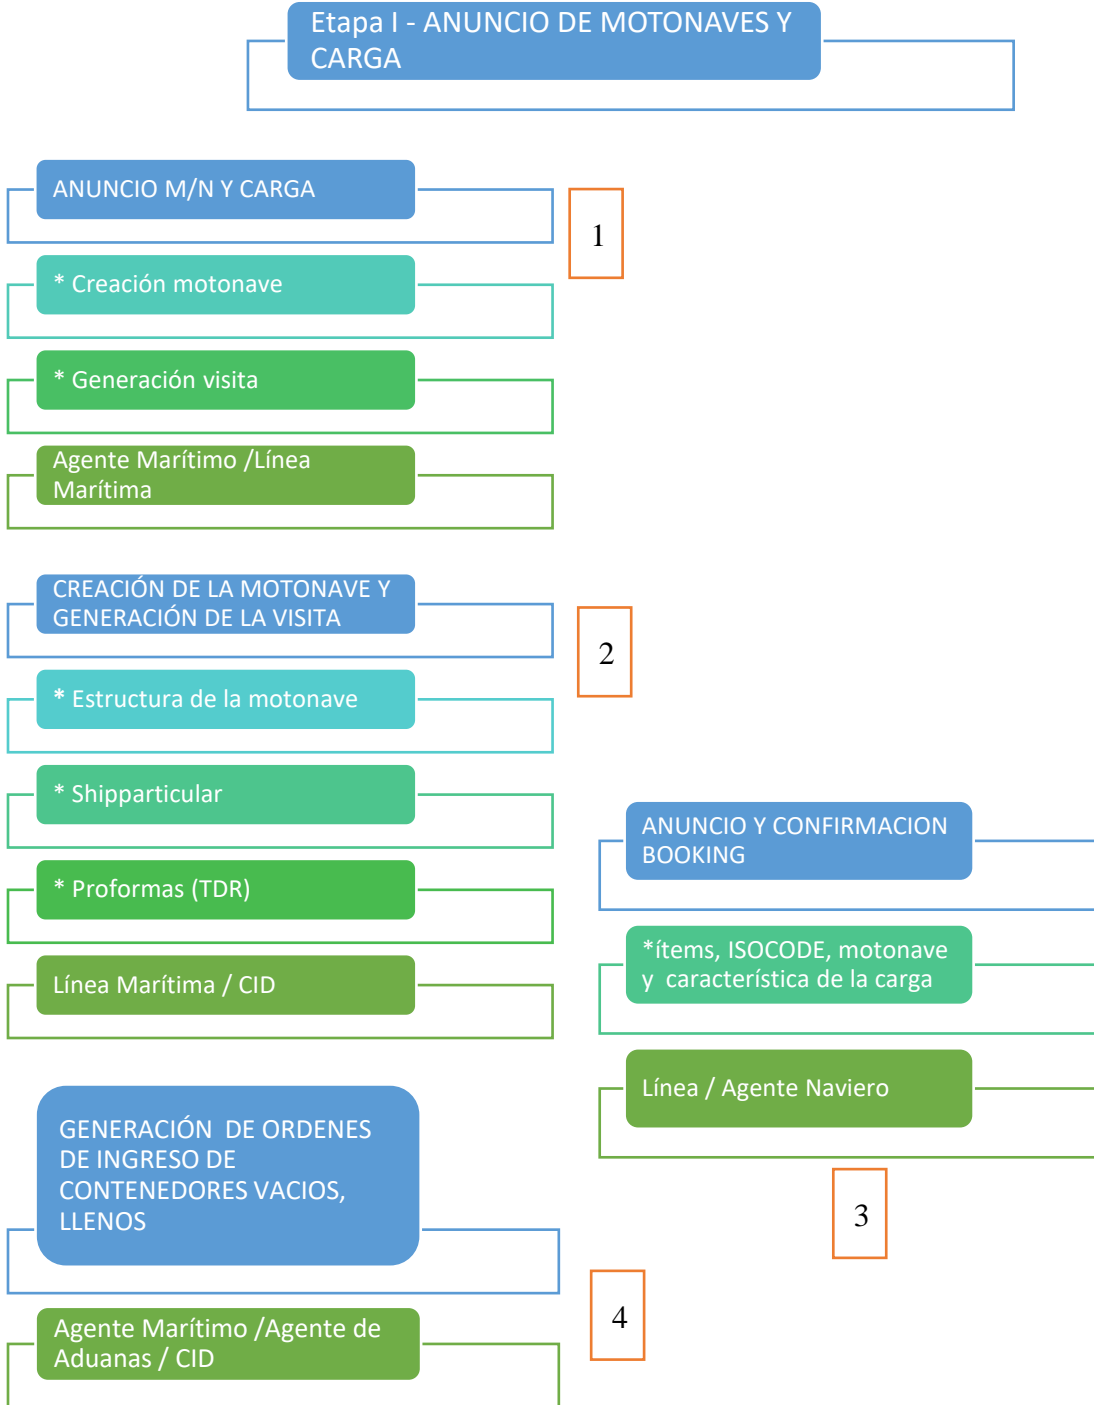 Etapa I - ANUNCIO DE MOTONAVES Y
CARGA
ANUNCIO M/N Y CARGA
1
* Creación motonave
* Generación visita
Agente Marítimo /Línea
Marítima
CREACIÓN DE LA MOTONAVE Y
GENERACIÓN DE LA VISITA
2
* Estructura de la motonave
* Shipparticular
* Proformas (TDR)
Línea Marítima / CID
ANUNCIO Y CONFIRMACION
BOOKING
*ítems, ISOCODE, motonave
y  característica de la carga
Línea / Agente Naviero
3
GENERACIÓN  DE ORDENES
DE INGRESO DE
CONTENEDORES VACIOS,
LLENOS
4
Agente Marítimo /Agente de
Aduanas / CID